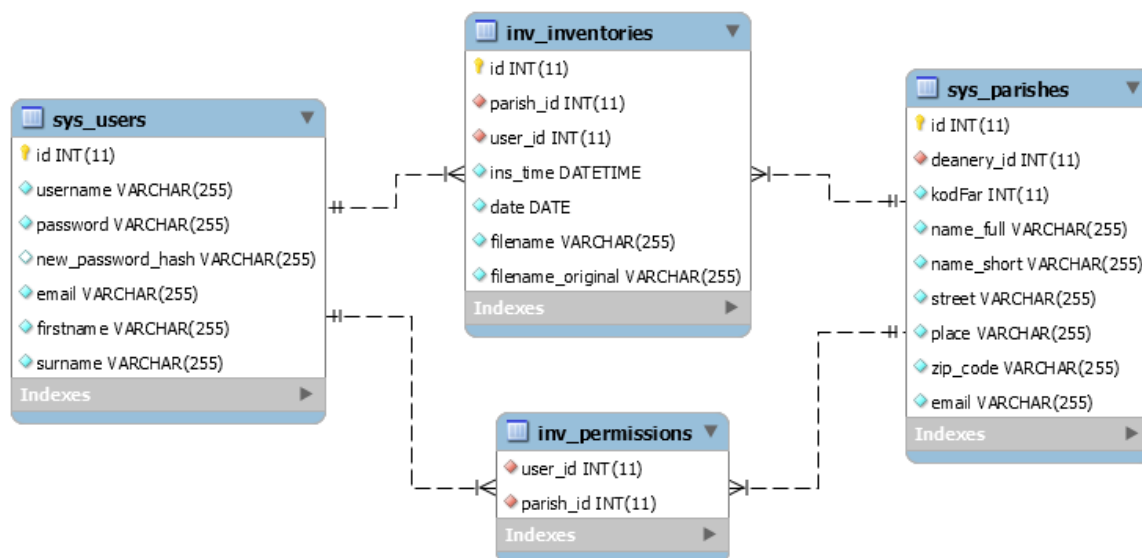 sys_users
id INT(11)
username VARCHAR(255)
password VARCHAR(255)
new_password_hash VARCHAR(255)
email VARCHAR(255)
firstname VARCHAR(255)
surname VARCHAR(255)
Indexes
inv_inventories
id INT(11)
parish_id INT(11)
user_id INT(11)
ins_time DATETIME
date DATE
filename VARCHAR(255)
filename_original VARCHAR(255)
Indexes
inv_permissions
user_id INT(11)
parish_id INT(11)
Indexes
sys_parishes
id INT(11)
deanery_id INT(11)
kodFar INT(11)
name_full VARCHAR(255)
name_short VARCHAR(255)
street VARCHAR(255)
place VARCHAR(255)
zip_code VARCHAR(255)
email VARCHAR(255)
Indexes